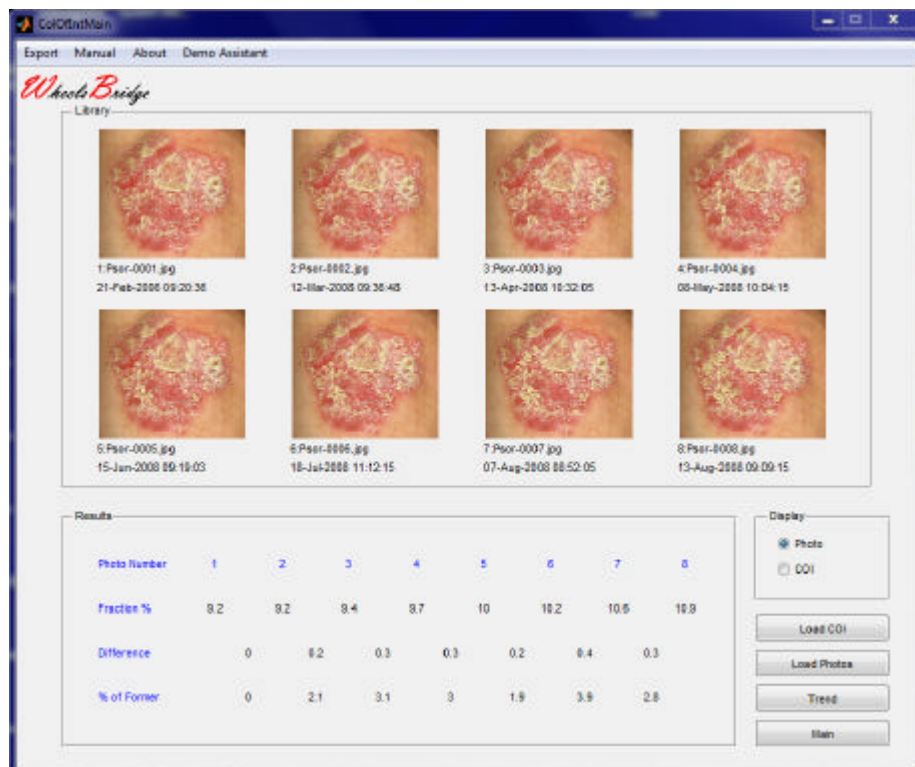 ColOfIntMain
Export Manual About Demo Assistant
Wheels Bridge
Library
1:Psor-0001.jpg 2:Psor-0002.jpg 3:Psor-0003.jpg 4:Psor-0004.jpg
21-Feb-2008 09:20:36 12-Mar-2008 09:36:48 13-Apr-2008 10:32:05 08-May-2008 10:04:15
5:Psor-0005.jpg 6:Psor-0006.jpg 7:Psor-0007.jpg 8:Psor-0008.jpg
15-Jun-2008 09:19:03 18-Jul-2008 11:12:15 07-Aug-2008 08:52:05 13-Aug-2008 09:09:15
Results
Photo Number 1 2 3 4 5 6 7 8
Fraction % 9.2 9.2 9.4 9.7 10 10.2 10.6 10.9
Difference 0 0.2 0.3 0.3 0.2 0.4 0.3
% of Former 0 2.1 3.1 3 1.9 3.9 2.8
Display
Photo
COI
Load COI
Load Photos
Trend
Main